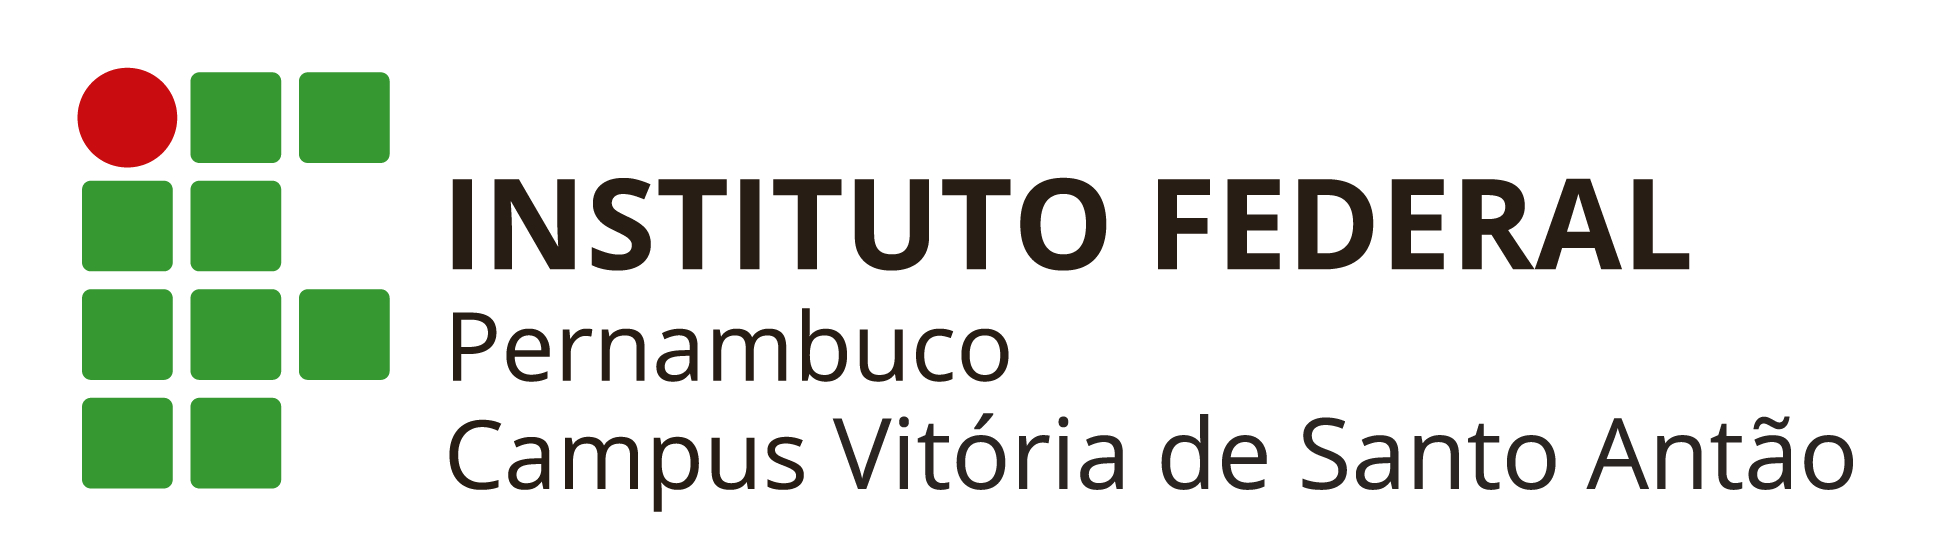 INSTITUTO FEDERAL
Pernambuco
Campus Vitória de Santo Antão